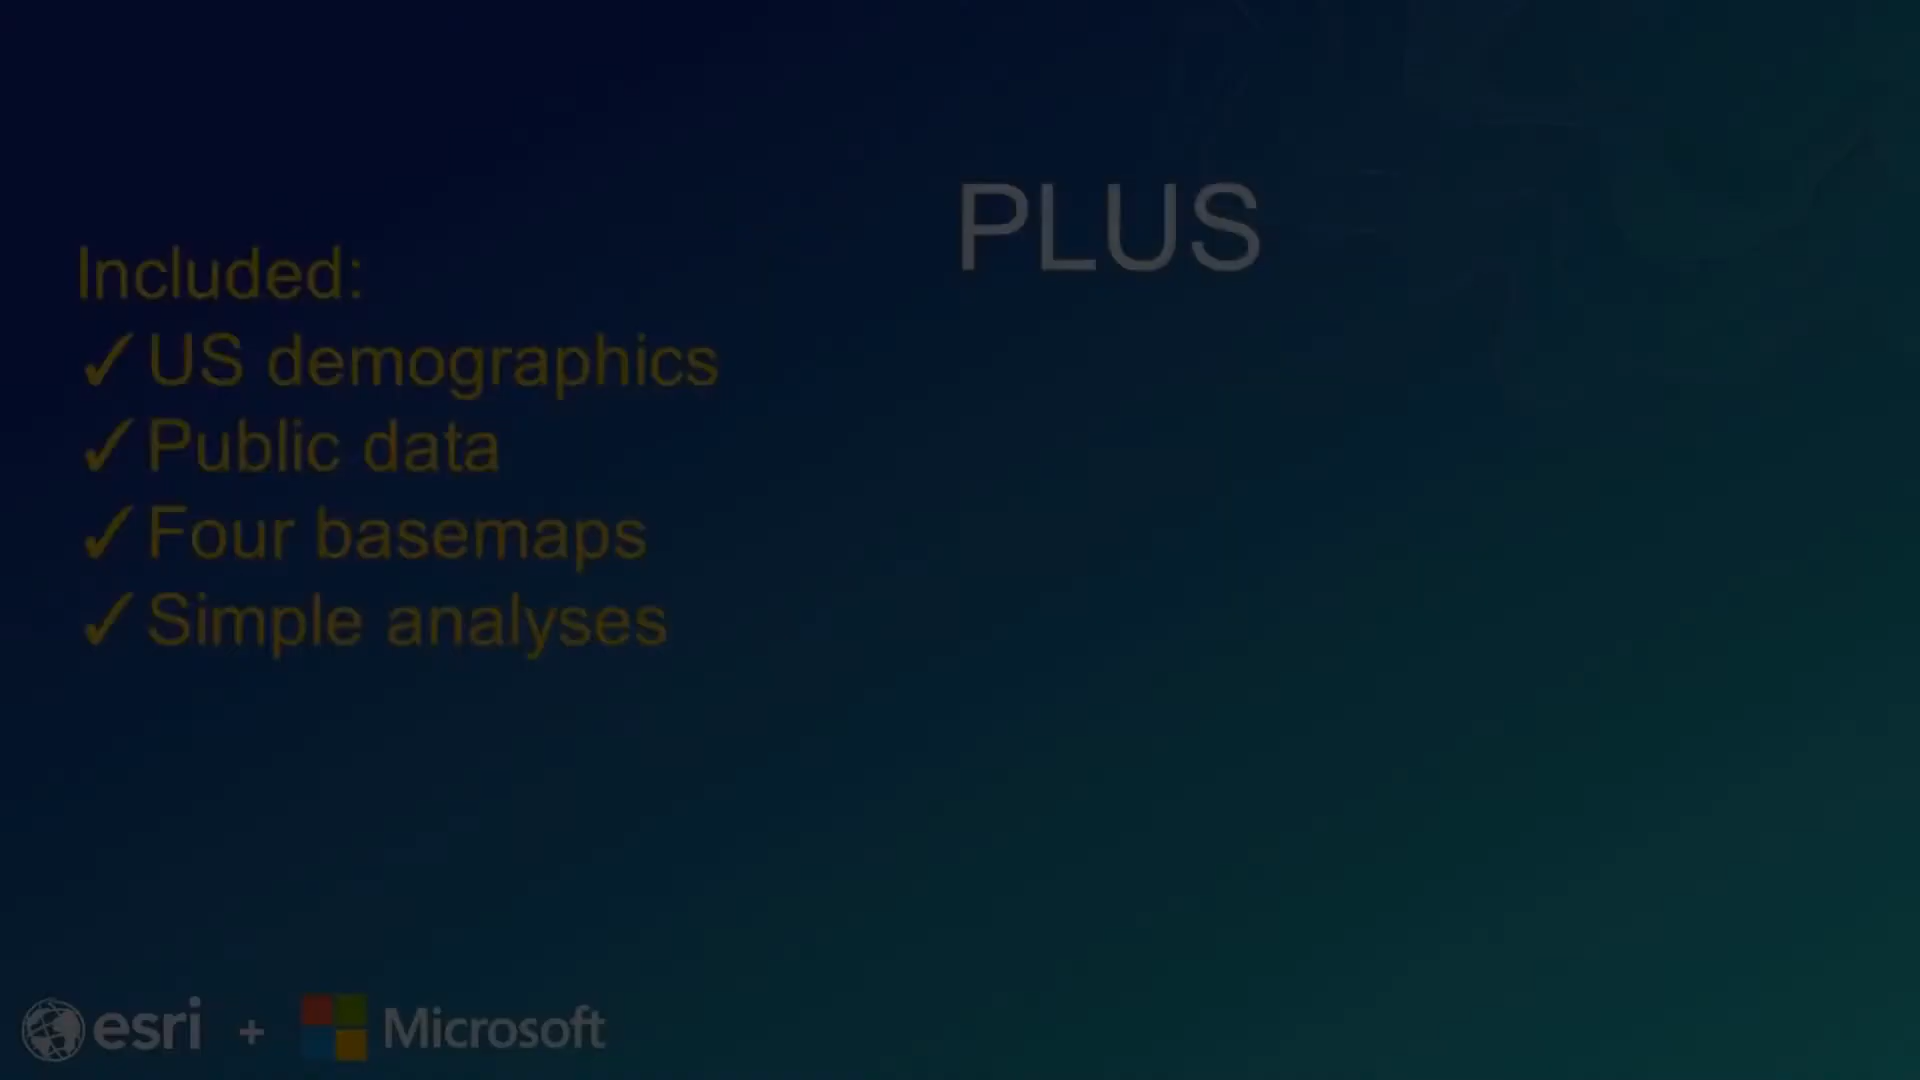 PLUS
Included:
✓US demographics
✓Public data
✓Four basemaps
✓Simple analyses
esri + Microsoft